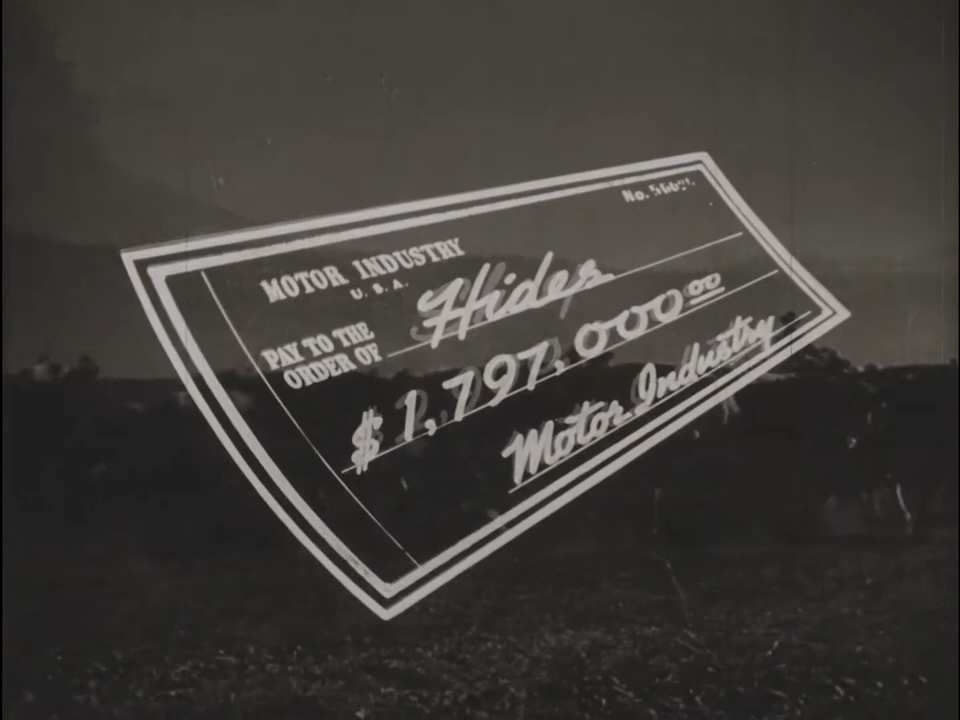 No.
MOTOR INDUSTRY
U. S. A.
PAY TO THE
ORDER OF
Hides
$ 1,797,000.00
Motor Industry